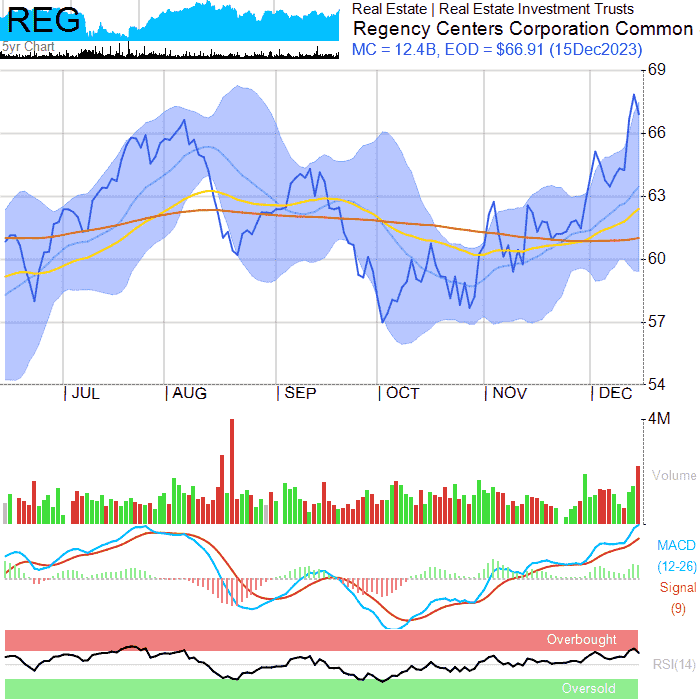 REG
5yr Chart
Real Estate | Real Estate Investment Trusts
Regency Centers Corporation Common
MC = 12.4B, EOD = $66.91 (15Dec2023)
69
66
63
60
57
54
JUL AUG SEP OCT NOV DEC
4M
Volume
MACD
(12-26)
Signal
(9)
Overbought
RSI(14)
Oversold